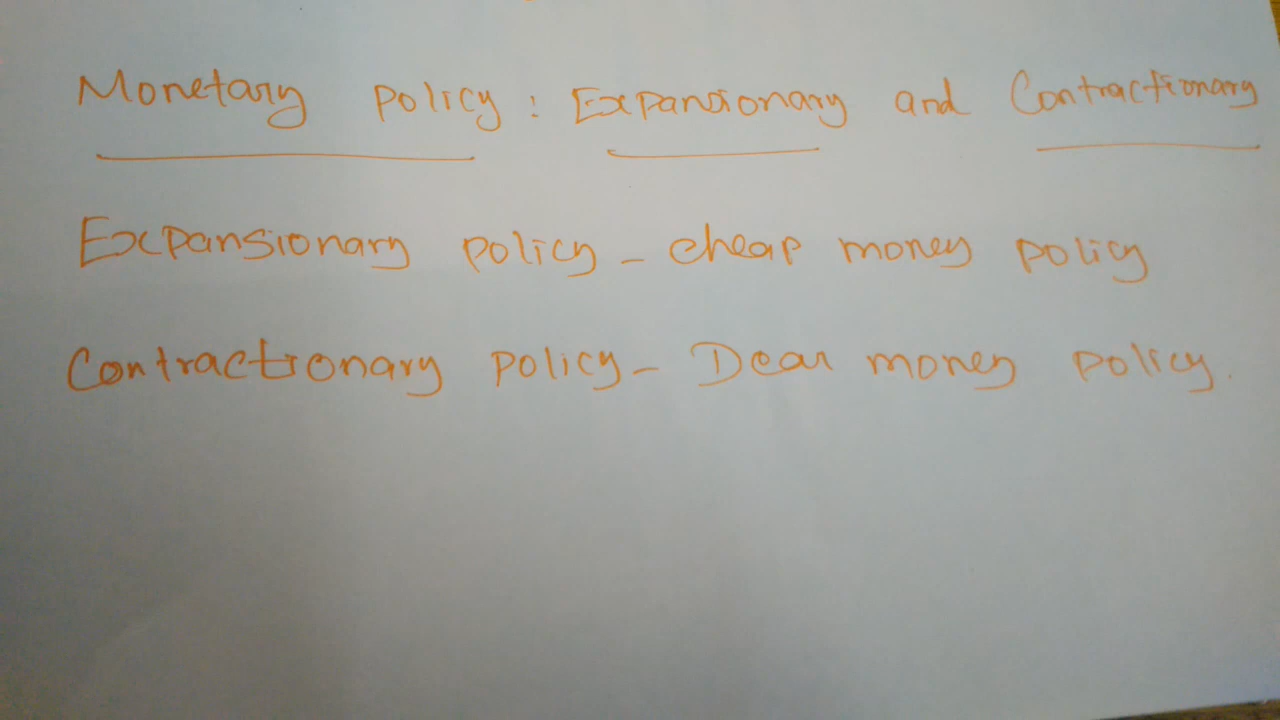 Monetary policy : Expansionary and Contractionary
Expansionary policy - cheap money policy
Contractionary policy - Dear money policy.